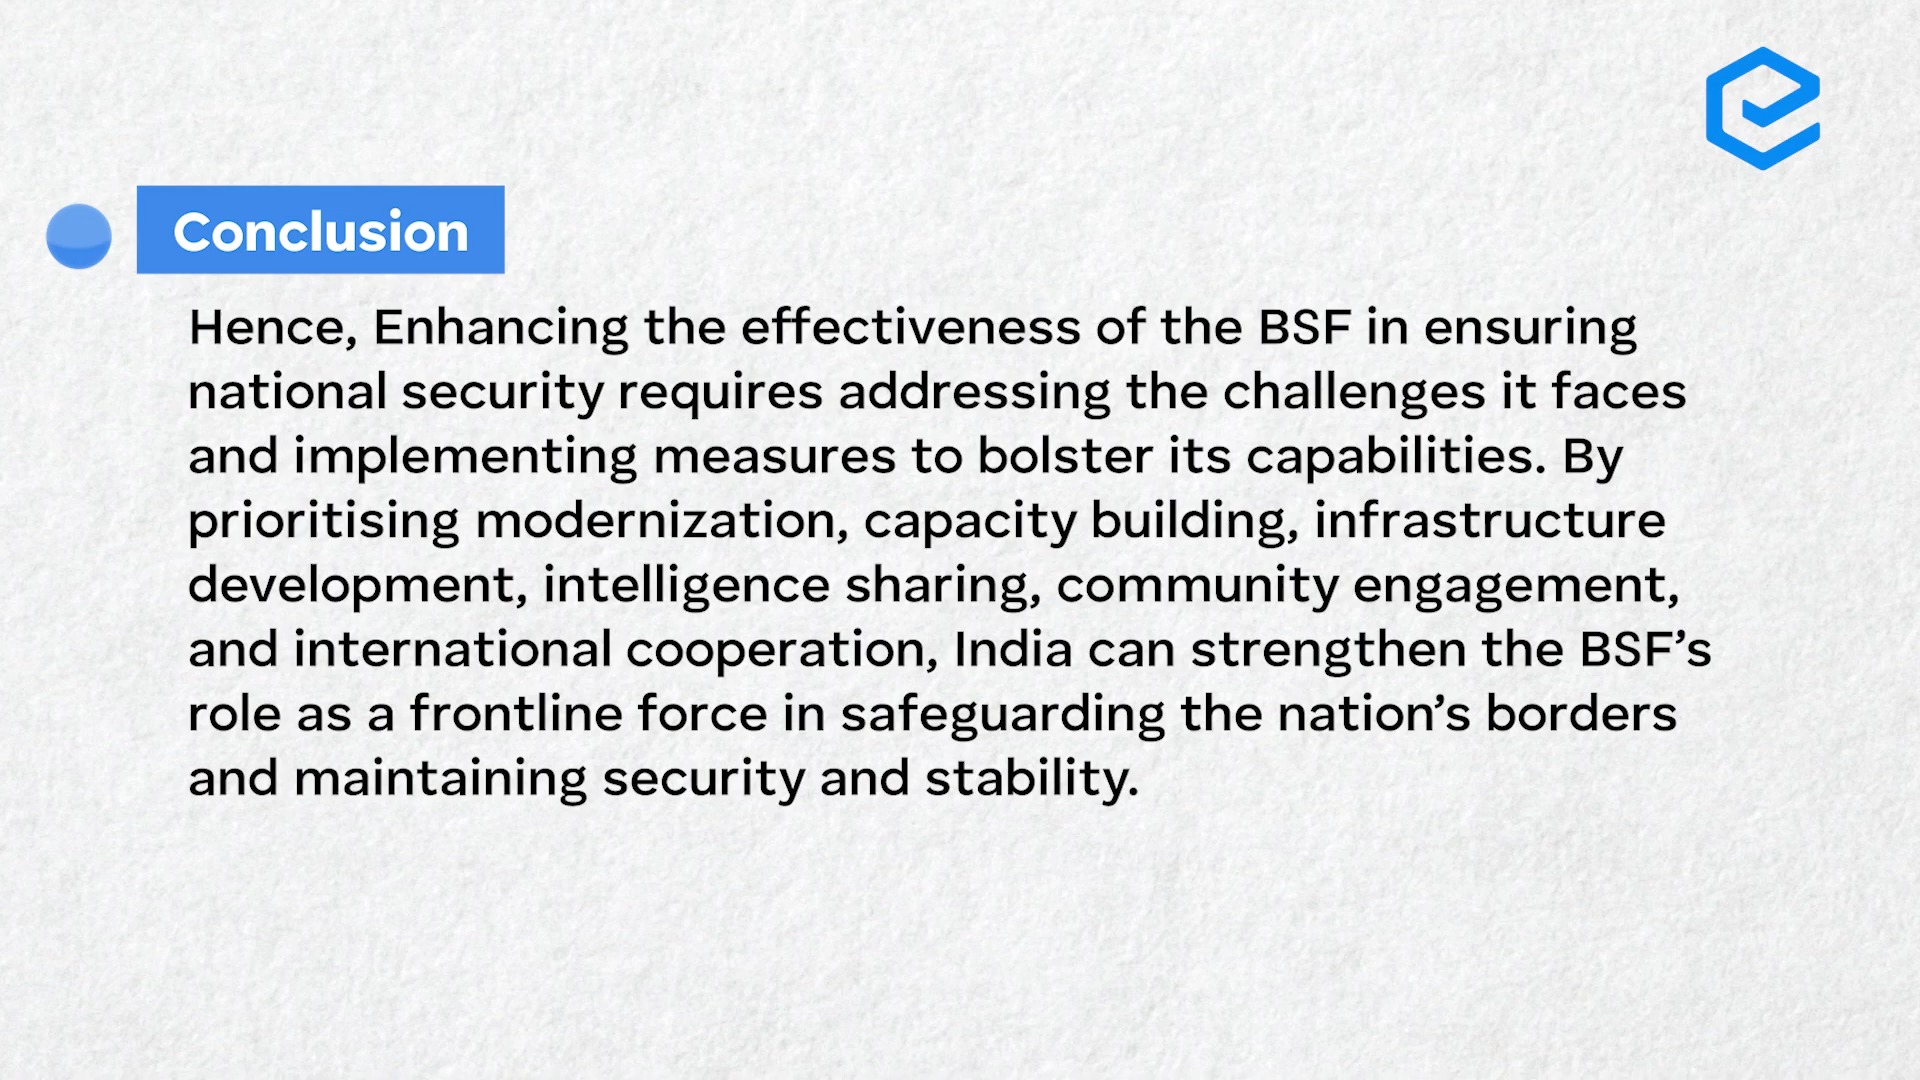 Conclusion
Hence, Enhancing the effectiveness of the BSF in ensuring
national security requires addressing the challenges it faces
and implementing measures to bolster its capabilities. By
prioritising modernization, capacity building, infrastructure
development, intelligence sharing, community engagement,
and international cooperation, India can strengthen the BSF’s
role as a frontline force in safeguarding the nation’s borders
and maintaining security and stability.